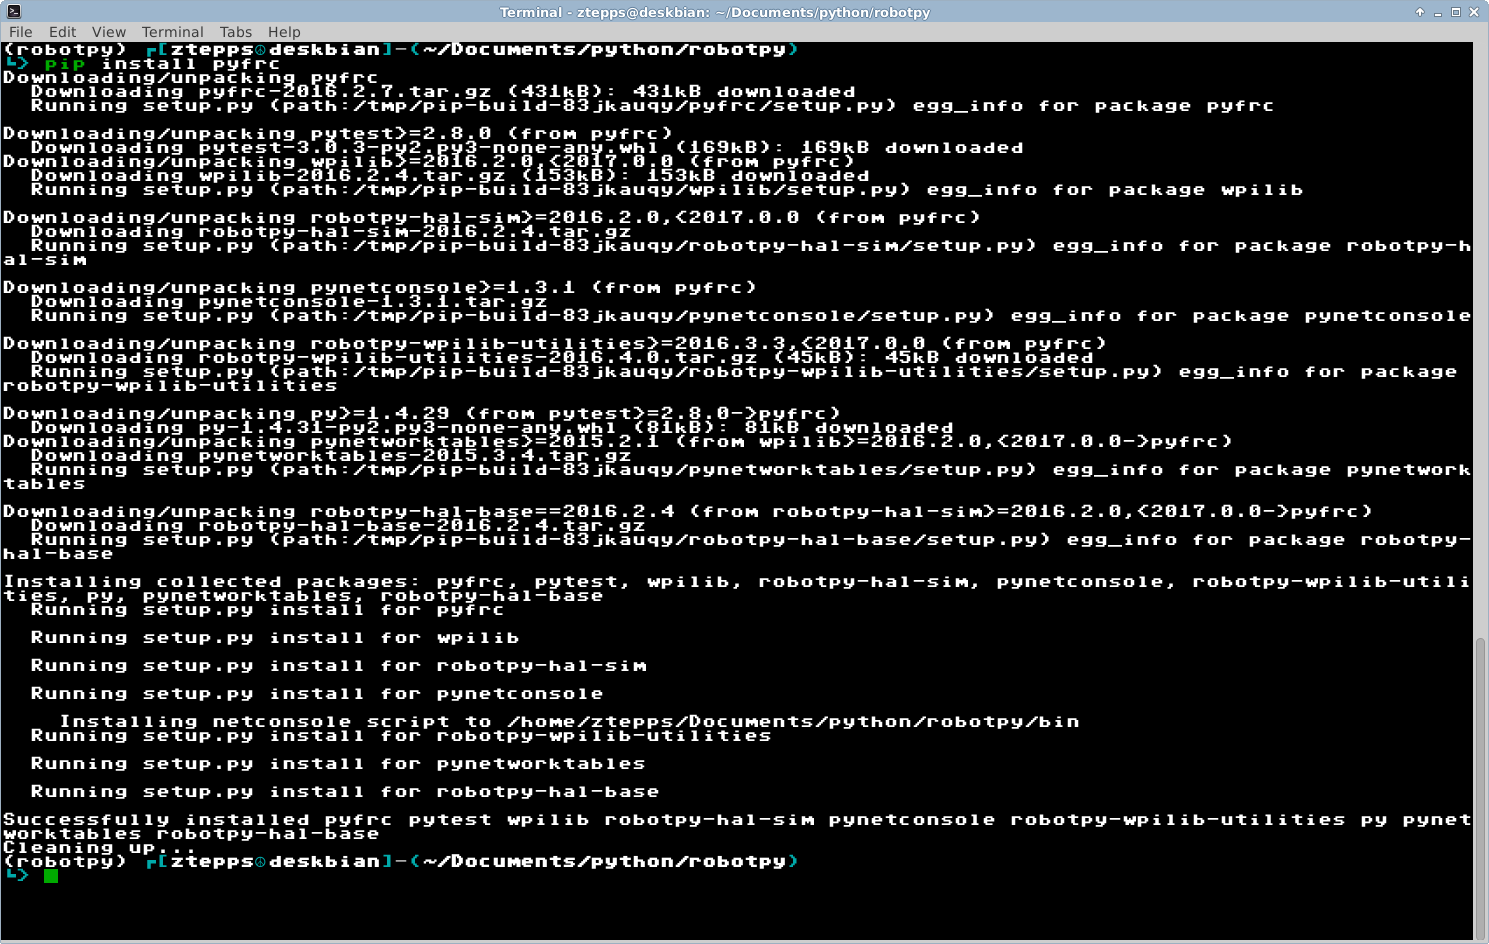 Terminal - ztepps@deskbian: ~/Documents/python/robotpy
File Edit View Terminal Tabs Help
(robotpy) ┌[ztepps☮deskbian]-(~/Documents/python/robotpy)
└> pip install pyfrc
Downloading/unpacking pyfrc
  Downloading pyfrc-2016.2.7.tar.gz (431kB): 431kB downloaded
  Running setup.py (path:/tmp/pip-build-83jkauqy/pyfrc/setup.py) egg_info for package pyfrc
Downloading/unpacking pytest>=2.8.0 (from pyfrc)
  Downloading pytest-3.0.3-py2.py3-none-any.whl (169kB): 169kB downloaded
Downloading/unpacking wpilib>=2016.2.0,<2017.0.0 (from pyfrc)
  Downloading wpilib-2016.2.4.tar.gz (153kB): 153kB downloaded
  Running setup.py (path:/tmp/pip-build-83jkauqy/wpilib/setup.py) egg_info for package wpilib
Downloading/unpacking robotpy-hal-sim>=2016.2.0,<2017.0.0 (from pyfrc)
  Downloading robotpy-hal-sim-2016.2.4.tar.gz
  Running setup.py (path:/tmp/pip-build-83jkauqy/robotpy-hal-sim/setup.py) egg_info for package robotpy-h
al-sim
Downloading/unpacking pynetconsole>=1.3.1 (from pyfrc)
  Downloading pynetconsole-1.3.1.tar.gz
  Running setup.py (path:/tmp/pip-build-83jkauqy/pynetconsole/setup.py) egg_info for package pynetconsole
Downloading/unpacking robotpy-wpilib-utilities>=2016.3.3,<2017.0.0 (from pyfrc)
  Downloading robotpy-wpilib-utilities-2016.4.0.tar.gz (45kB): 45kB downloaded
  Running setup.py (path:/tmp/pip-build-83jkauqy/robotpy-wpilib-utilities/setup.py) egg_info for package
robotpy-wpilib-utilities
Downloading/unpacking py>=1.4.29 (from pytest>=2.8.0->pyfrc)
  Downloading py-1.4.31-py2.py3-none-any.whl (81kB): 81kB downloaded
Downloading/unpacking pynetworktables>=2015.2.1 (from wpilib>=2016.2.0,<2017.0.0->pyfrc)
  Downloading pynetworktables-2015.3.4.tar.gz
  Running setup.py (path:/tmp/pip-build-83jkauqy/pynetworktables/setup.py) egg_info for package pynetwork
tables
Downloading/unpacking robotpy-hal-base==2016.2.4 (from robotpy-hal-sim>=2016.2.0,<2017.0.0->pyfrc)
  Downloading robotpy-hal-base-2016.2.4.tar.gz
  Running setup.py (path:/tmp/pip-build-83jkauqy/robotpy-hal-base/setup.py) egg_info for package robotpy-
hal-base
Installing collected packages: pyfrc, pytest, wpilib, robotpy-hal-sim, pynetconsole, robotpy-wpilib-utili
ties, py, pynetworktables, robotpy-hal-base
  Running setup.py install for pyfrc
  Running setup.py install for wpilib
  Running setup.py install for robotpy-hal-sim
  Running setup.py install for pynetconsole
    Installing netconsole script to /home/ztepps/Documents/python/robotpy/bin
  Running setup.py install for robotpy-wpilib-utilities
  Running setup.py install for pynetworktables
  Running setup.py install for robotpy-hal-base
Successfully installed pyfrc pytest wpilib robotpy-hal-sim pynetconsole robotpy-wpilib-utilities py pynet
worktables robotpy-hal-base
Cleaning up...
(robotpy) ┌[ztepps☮deskbian]-(~/Documents/python/robotpy)
└>